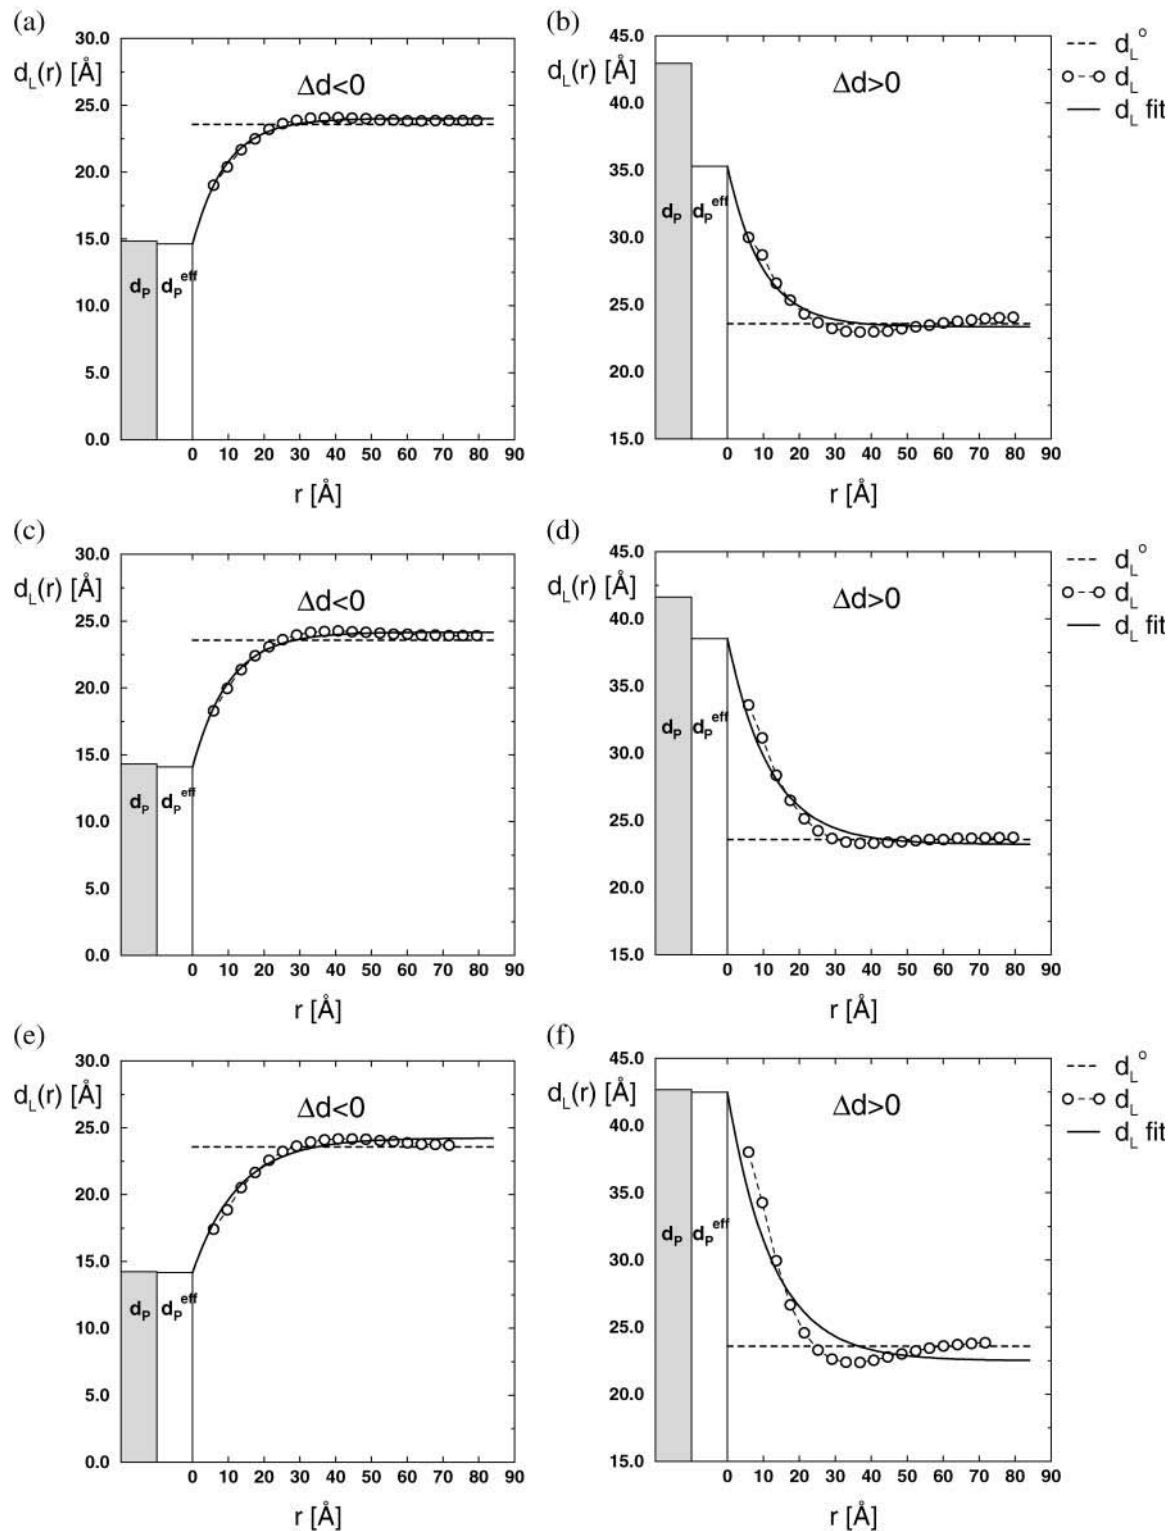 (a)
30.0
d_L(r) [Å]
Δd<0
25.0
20.0
15.0
d_P d_P^eff
10.0
5.0
0.0
0 10 20 30 40 50 60 70 80 90
r [Å]
(b)
45.0
d_L(r) [Å]
Δd>0
40.0
35.0
d_P d_P^eff
30.0
25.0
20.0
15.0
0 10 20 30 40 50 60 70 80 90
r [Å]
d_L^o
d_L
d_L fit
(c)
30.0
d_L(r) [Å]
Δd<0
25.0
20.0
15.0
d_P d_P^eff
10.0
5.0
0.0
0 10 20 30 40 50 60 70 80 90
r [Å]
(d)
45.0
d_L(r) [Å]
Δd>0
40.0
35.0
d_P d_P^eff
30.0
25.0
20.0
15.0
0 10 20 30 40 50 60 70 80 90
r [Å]
d_L^o
d_L
d_L fit
(e)
30.0
d_L(r) [Å]
Δd<0
25.0
20.0
15.0
d_P d_P^eff
10.0
5.0
0.0
0 10 20 30 40 50 60 70 80 90
r [Å]
(f)
45.0
d_L(r) [Å]
Δd>0
40.0
35.0
d_P d_P^eff
30.0
25.0
20.0
15.0
0 10 20 30 40 50 60 70 80 90
r [Å]
d_L^o
d_L
d_L fit